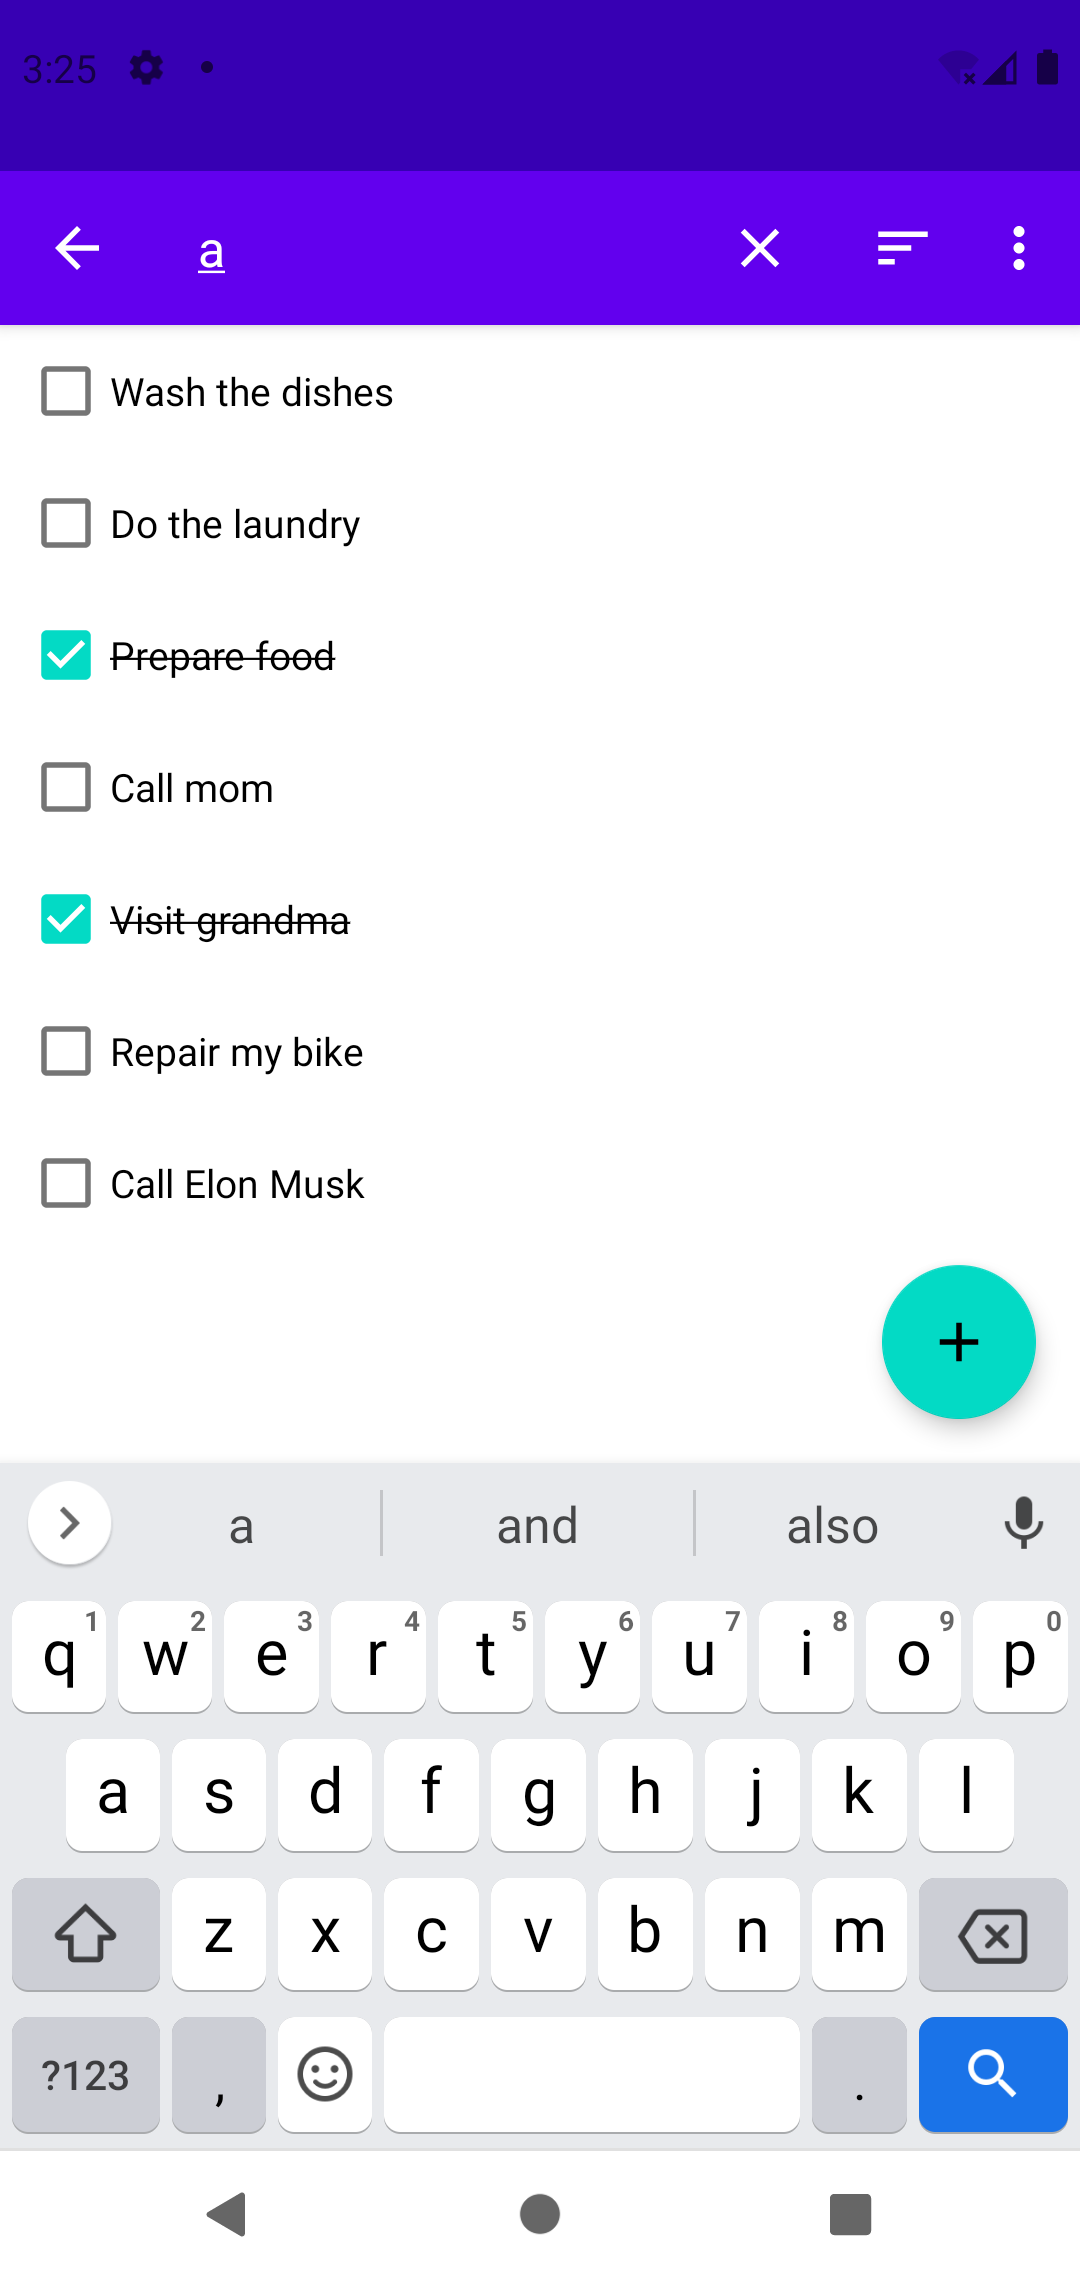 3:25
a
Wash the dishes
Do the laundry
Prepare food
Call mom
Visit grandma
Repair my bike
Call Elon Musk
a and also
q 1 w 2 e 3 r 4 t 5 y 6 u 7 i 8 o 9 p 0
a s d f g h j k l
z x c v b n m
?123 , .